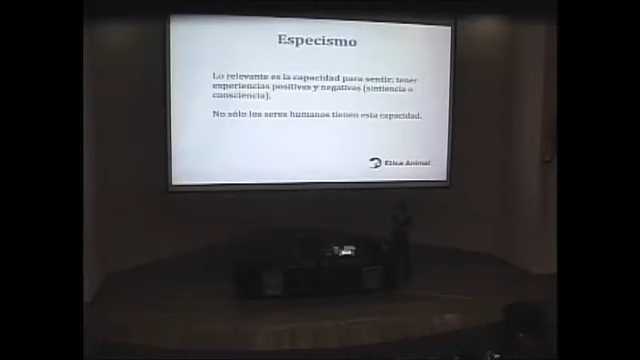 Especismo
Lo relevante es la capacidad para sentir; tener
experiencias positivas y negativas (sintiencia o
consciencia).
No sólo los seres humanos tienen esta capacidad.
Etica Animal